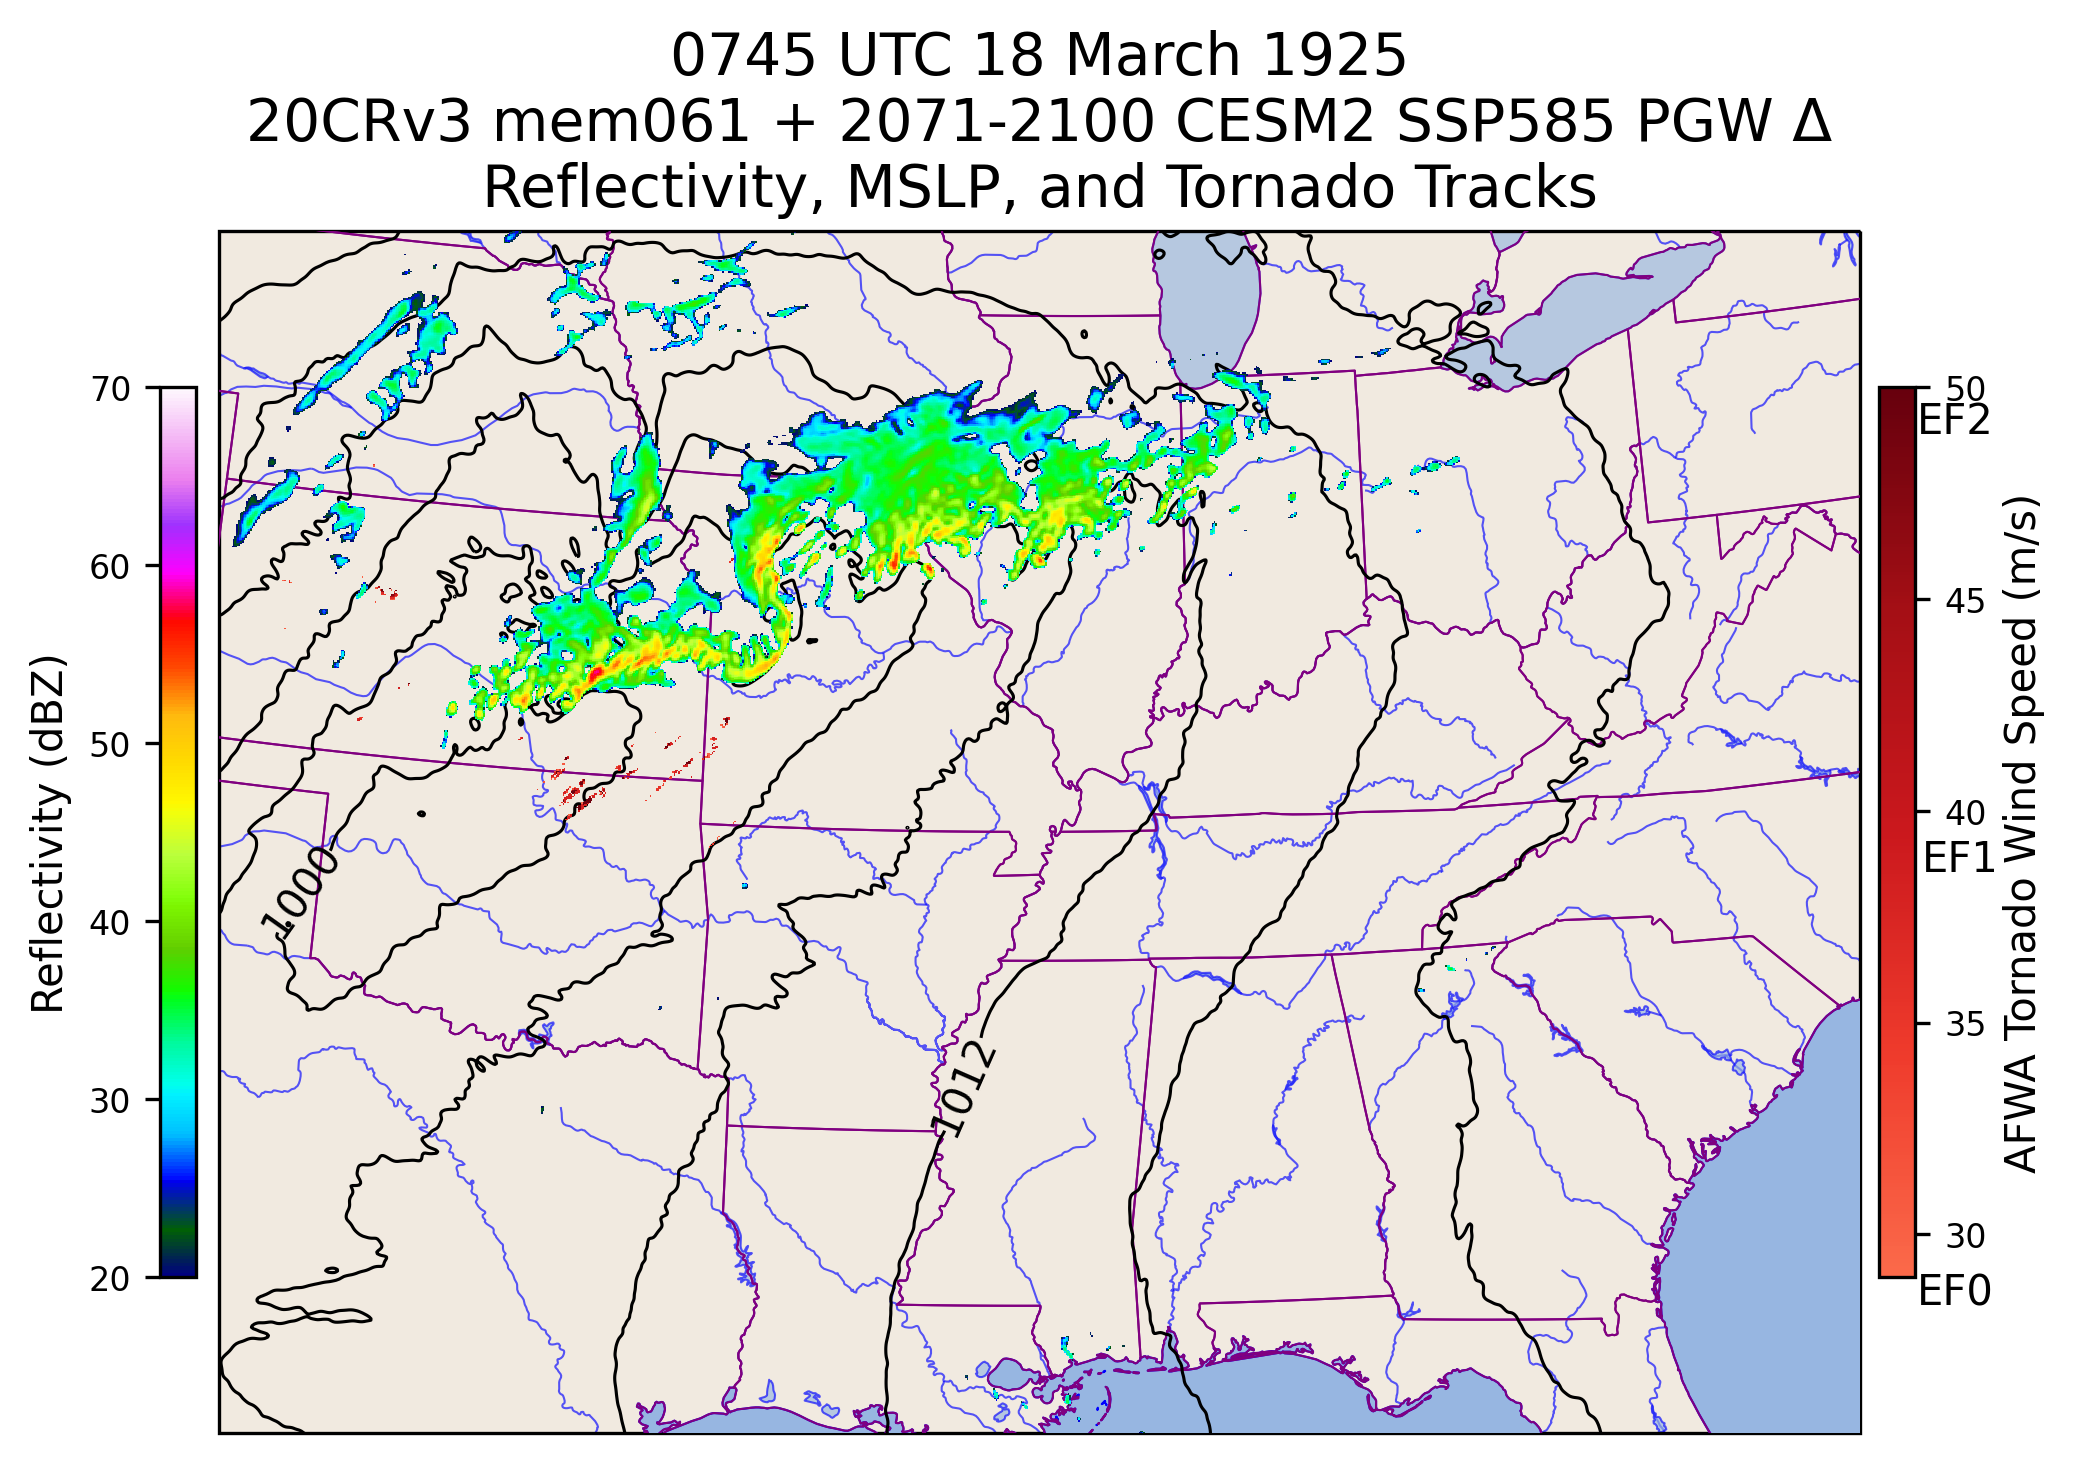 0745 UTC 18 March 1925
20CRv3 mem061 + 2071-2100 CESM2 SSP585 PGW Δ
Reflectivity, MSLP, and Tornado Tracks
70
60
50
40
30
20
Reflectivity (dBZ)
1000
1012
50
EF2
45
40
EF1
35
30
EF0
AFWA Tornado Wind Speed (m/s)